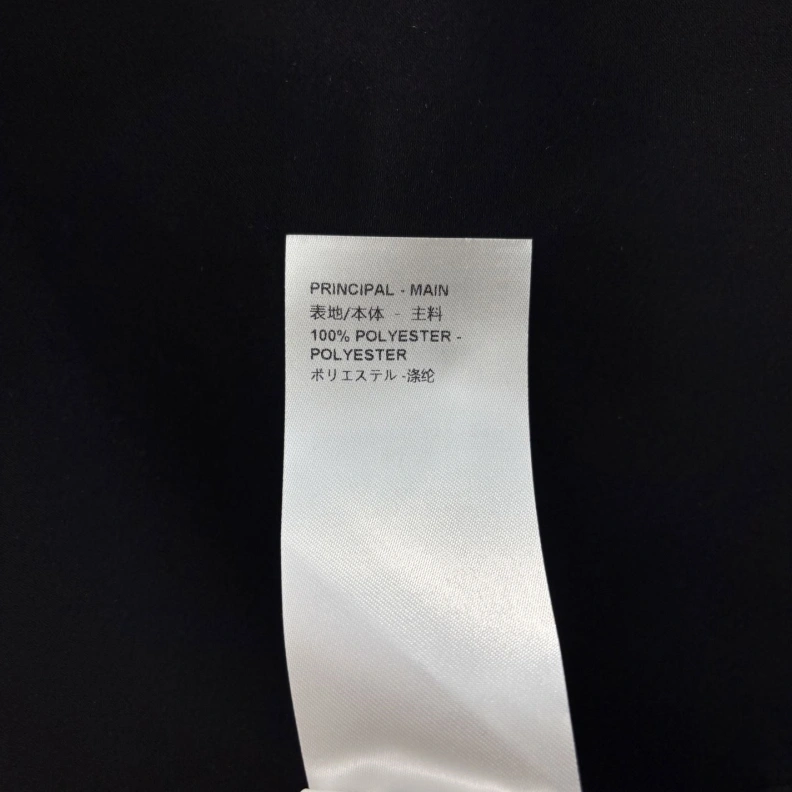 PRINCIPAL - MAIN
表地/本体 - 主料
100% POLYESTER -
POLYESTER
ポリエステル -涤纶